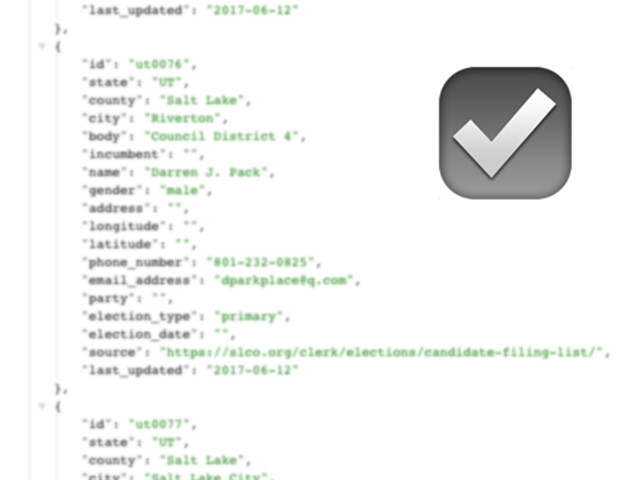 "last_updated": "2017-06-12"
},
{
"id": "ut0076",
"state": "UT",
"county": "Salt Lake",
"city": "Riverton",
"body": "Council District 4",
"incumbent": "",
"name": "Darren J. Pack",
"gender": "male",
"address": "",
"longitude": "",
"latitude": "",
"phone_number": "801-232-0825",
"email_address": "dparkplace@q.com",
"party": "",
"election_type": "primary",
"election_date": "",
"source": "https://slco.org/clerk/elections/candidate-filing-list/",
"last_updated": "2017-06-12"
},
{
"id": "ut0077",
"state": "UT",
"county": "Salt Lake",
"city": "Salt Lake City",